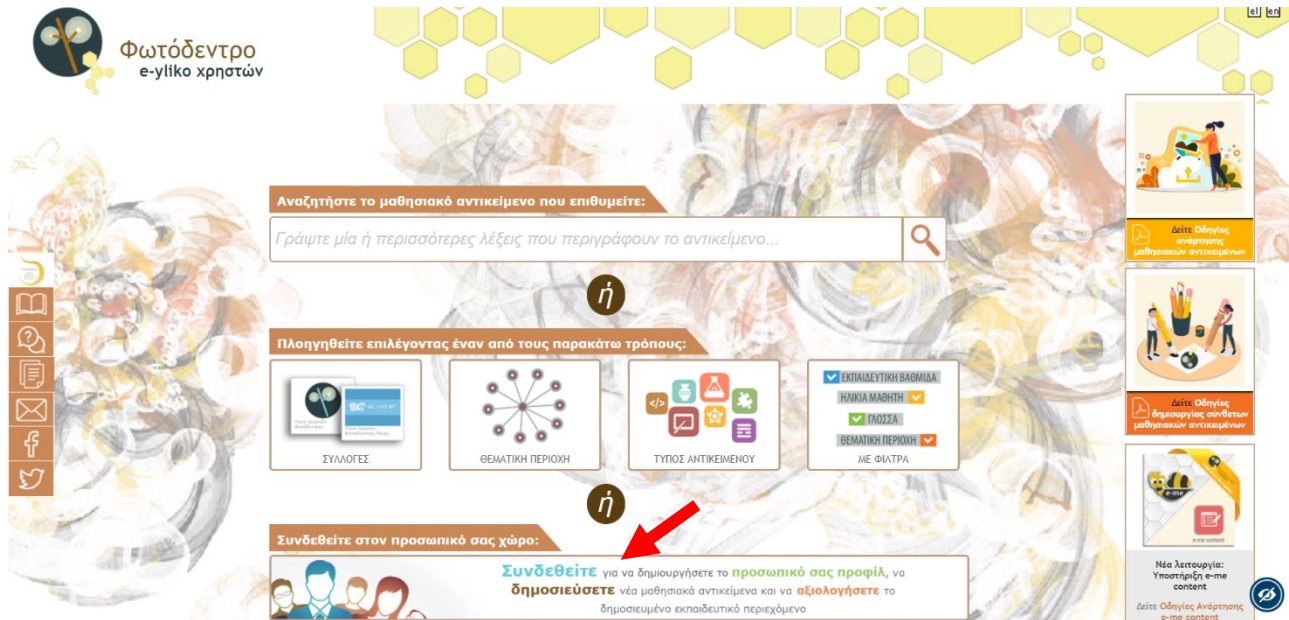 el en
Φωτόδεντρο
e-yliko χρηστών
Αναζητήστε το μαθησιακό αντικείμενο που επιθυμείτε:
Γράψτε μία ή περισσότερες λέξεις που περιγράφουν το αντικείμενο...
ή
Πλοηγηθείτε επιλέγοντας έναν από τους παρακάτω τρόπους:
ΣΥΛΛΟΓΕΣ
ΘΕΜΑΤΙΚΗ ΠΕΡΙΟΧΗ
ΤΥΠΟΣ ΑΝΤΙΚΕΙΜΕΝΟΥ
ΕΚΠΑΙΔΕΥΤΙΚΗ ΒΑΘΜΙΔΑ
ΗΛΙΚΙΑ ΜΑΘΗΤΗ
ΓΛΩΣΣΑ
ΘΕΜΑΤΙΚΗ ΠΕΡΙΟΧΗ
ΜΕ ΦΙΛΤΡΑ
ή
Συνδεθείτε στον προσωπικό σας χώρο:
Συνδεθείτε για να δημιουργήσετε το προσωπικό σας προφίλ, να
δημοσιεύσετε νέα μαθησιακά αντικείμενα και να αξιολογήσετε το
δημοσιευμένο εκπαιδευτικό περιεχόμενο
Δείτε Οδηγίες
ανάρτησης
μαθησιακών αντικειμένων
Δείτε Οδηγίες
δημιουργίας σύνθετων
μαθησιακών αντικειμένων
e-me
e-me content
Νέα λειτουργία:
Υποστήριξη e-me
content
Δείτε Οδηγίες Ανάρτησης
e-me content